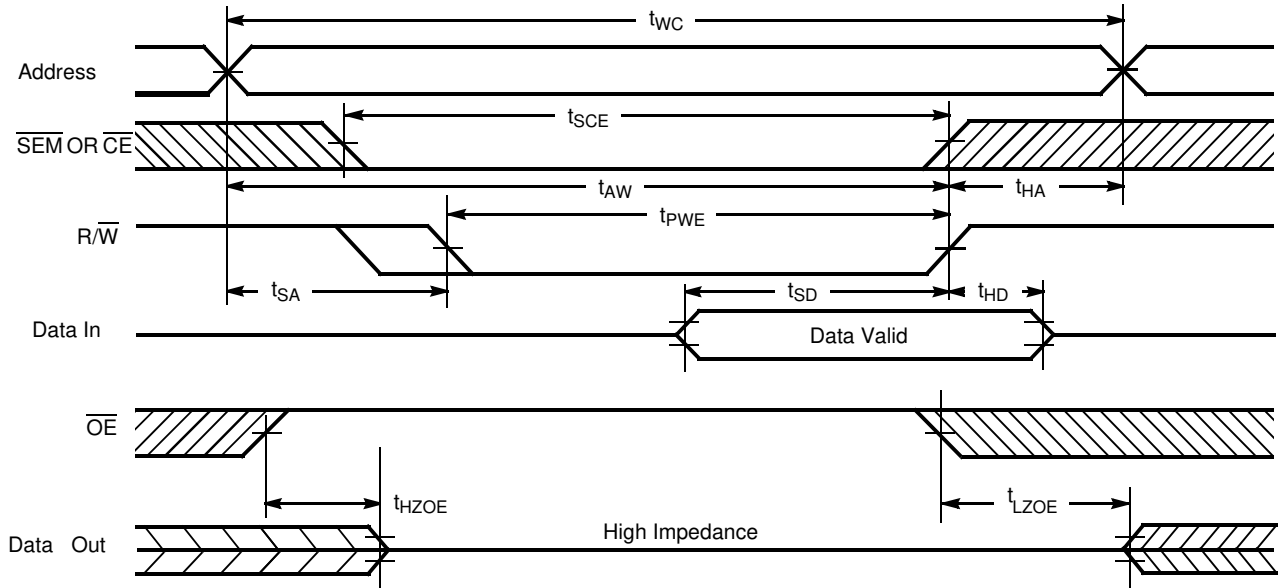 tWC
Address
tSCE
SEM OR CE
tAW
tHA
tPWE
R/W
tSA
tSD
tHD
Data In
Data Valid
OE
tHZOE
tLZOE
High Impedance
Data Out